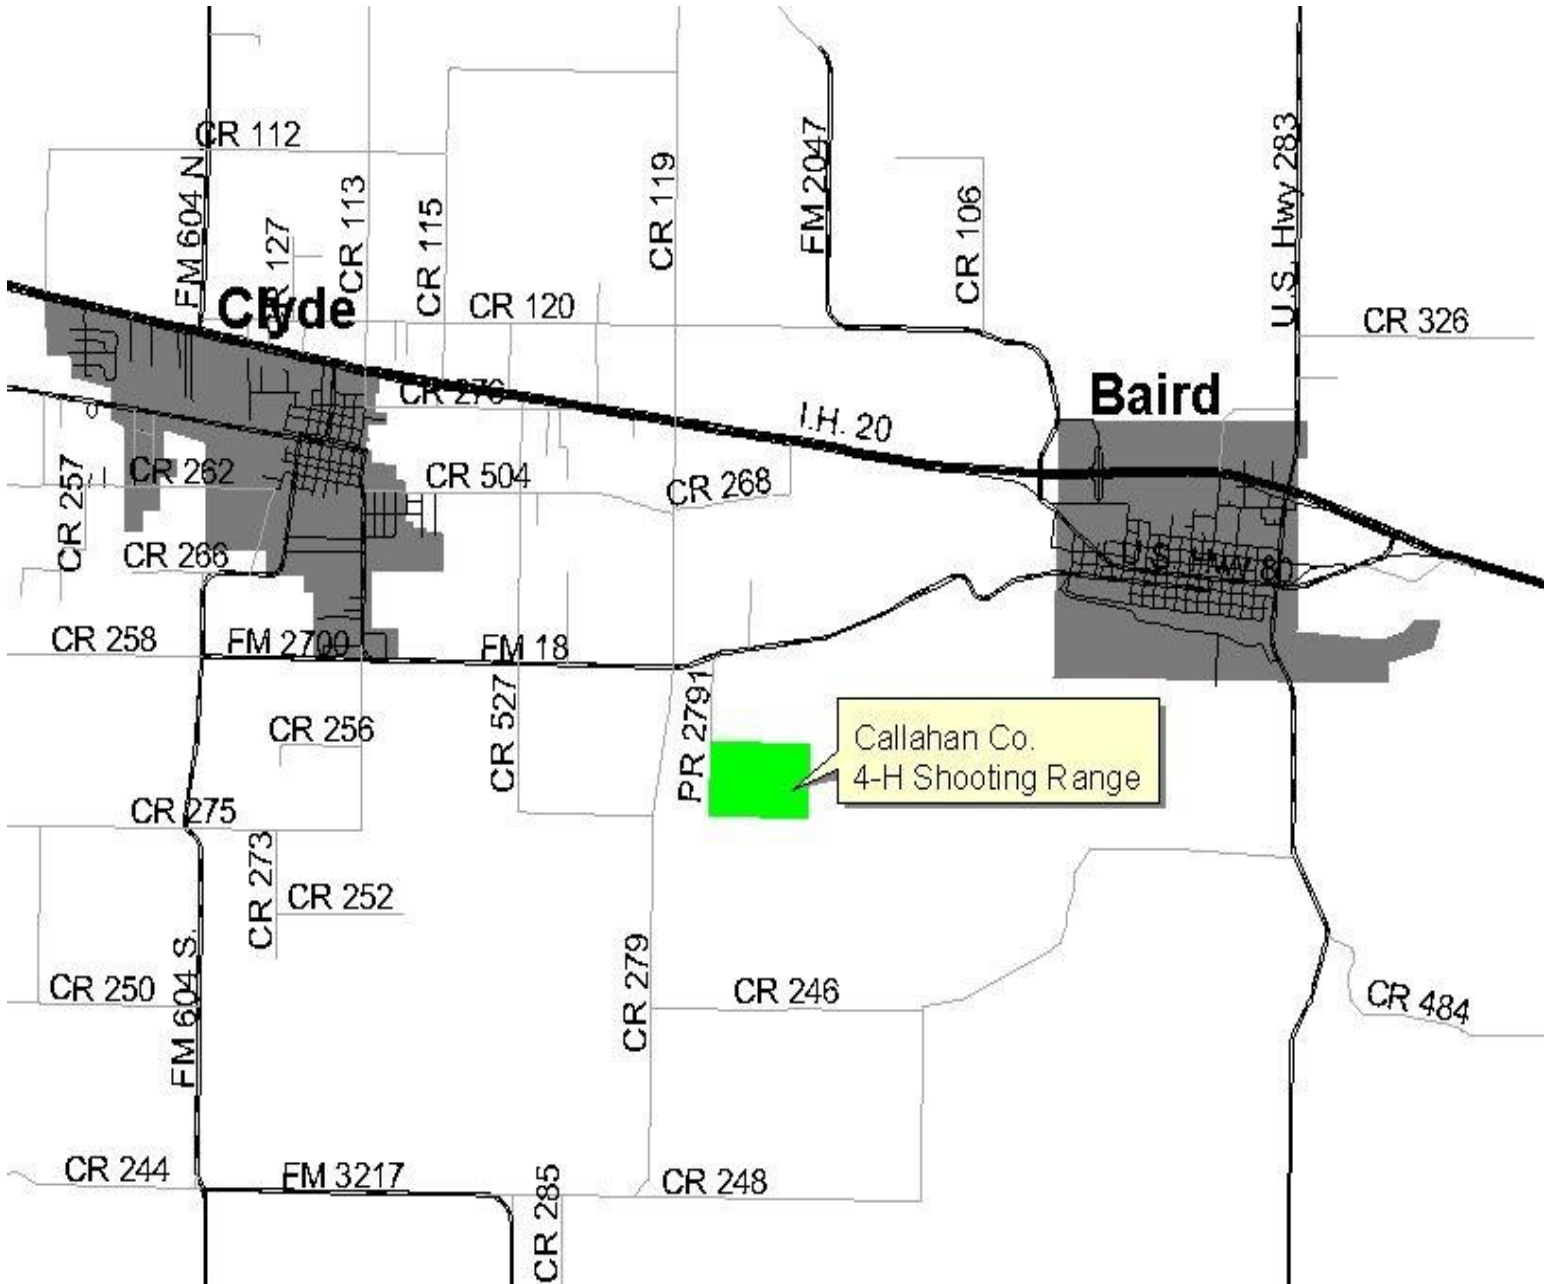 CR 112
FM 604 N
CR 127
CR 113
CR 115
CR 119
FM 2047
CR 106
U.S. Hwy 283
Clyde
CR 120
CR 326
CR 276
Baird
I.H. 20
CR 257
CR 262
CR 504
CR 268
CR 266
U.S. HWY 80
CR 258
FM 2700
FM 18
CR 527
PR 2791
CR 256
Callahan Co.
4-H Shooting Range
CR 275
CR 273
CR 252
FM 604 S.
CR 250
CR 279
CR 246
CR 484
CR 244
FM 3217
CR 285
CR 248